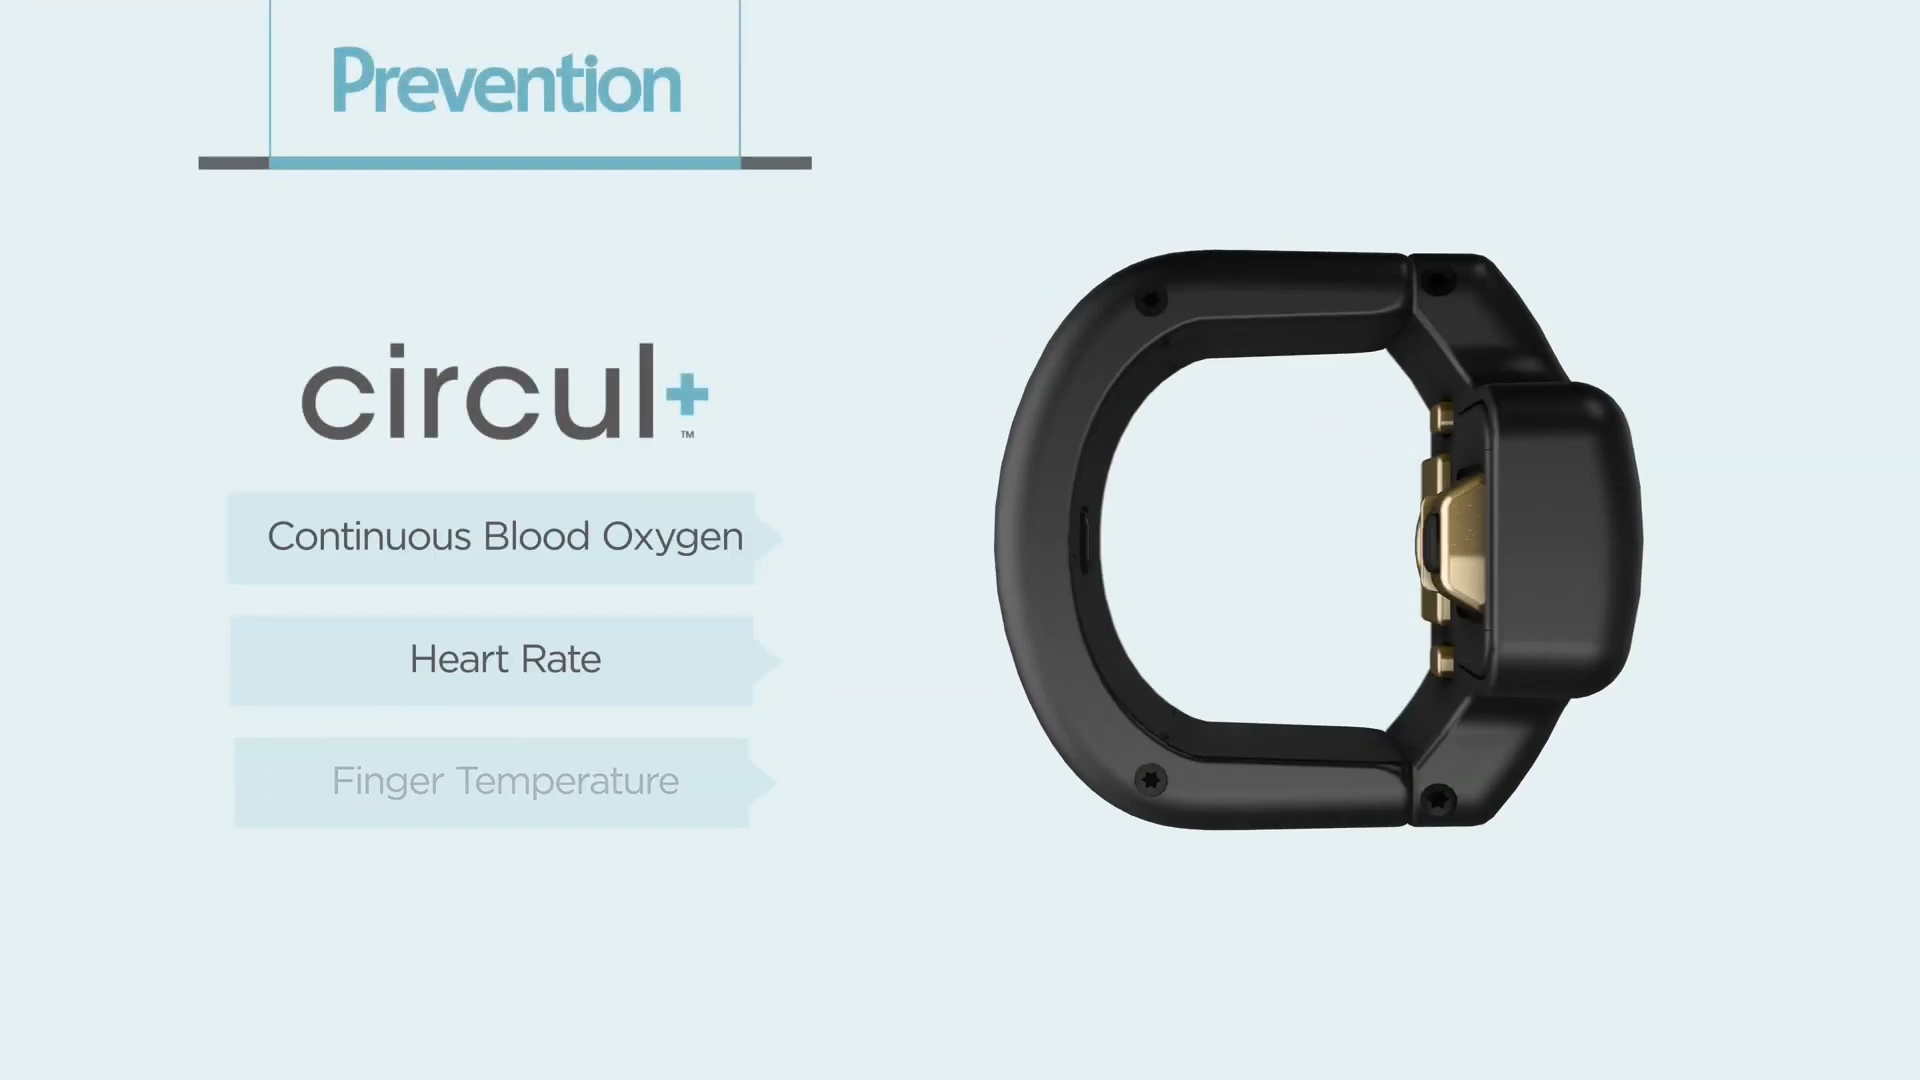 Prevention
circul+
TM
Continuous Blood Oxygen
Heart Rate
Finger Temperature